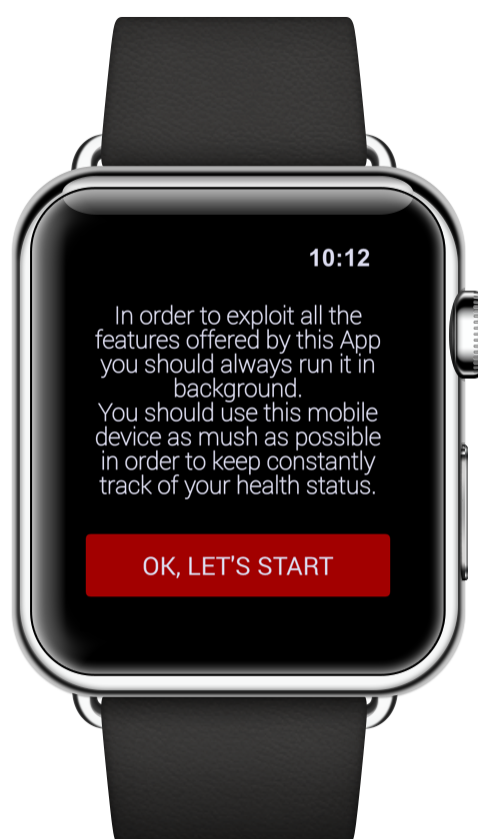 10:12
In order to exploit all the
features offered by this App
you should always run it in
background.
You should use this mobile
device as mush as possible
in order to keep constantly
track of your health status.
OK, LET'S START